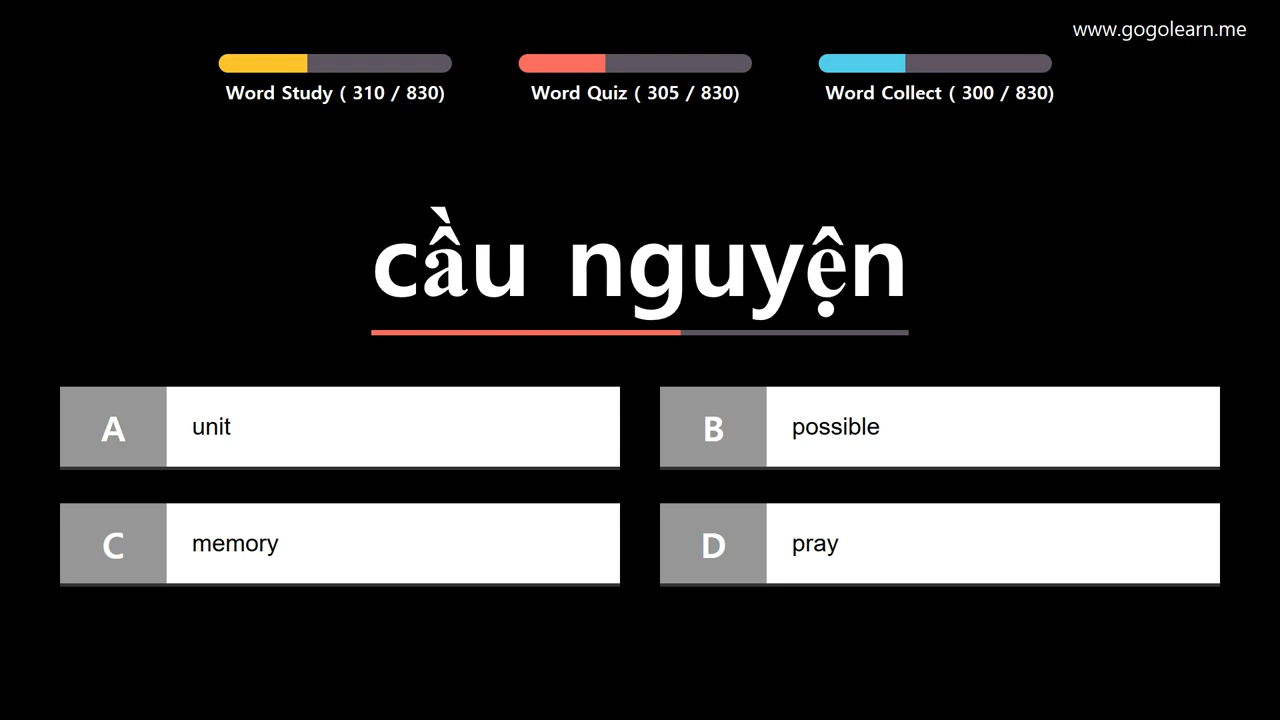 www.gogolearn.me
Word Study ( 310 / 830)
Word Quiz ( 305 / 830)
Word Collect ( 300 / 830)
cầu nguyện
A unit
B possible
C memory
D pray